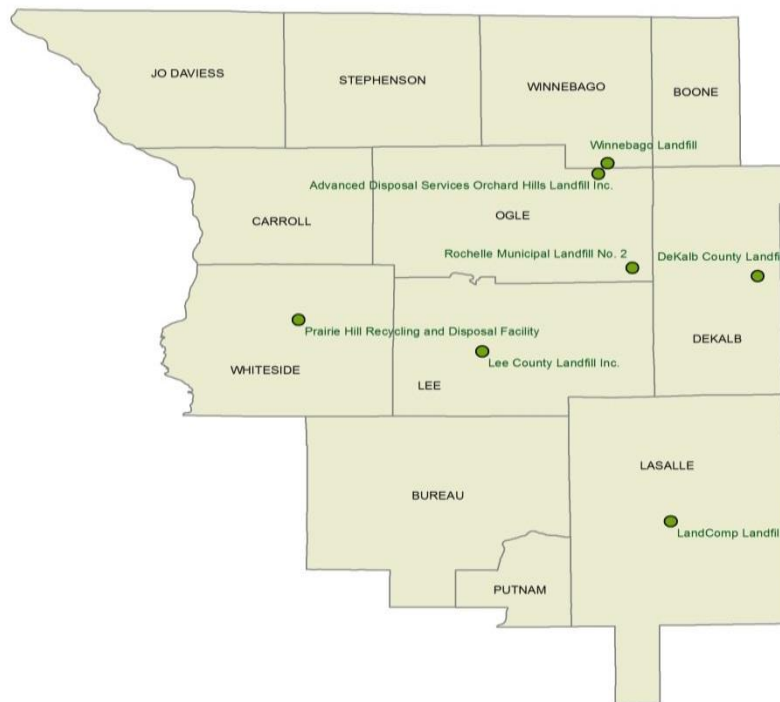 JO DAVIESS
STEPHENSON
WINNEBAGO
BOONE
Winnebago Landfill
Advanced Disposal Services Orchard Hills Landfill Inc.
CARROLL
OGLE
Rochelle Municipal Landfill No. 2
DeKalb County Landfi
Prairie Hill Recycling and Disposal Facility
DEKALB
WHITESIDE
Lee County Landfill Inc.
LEE
LASALLE
BUREAU
LandComp Landfil
PUTNAM